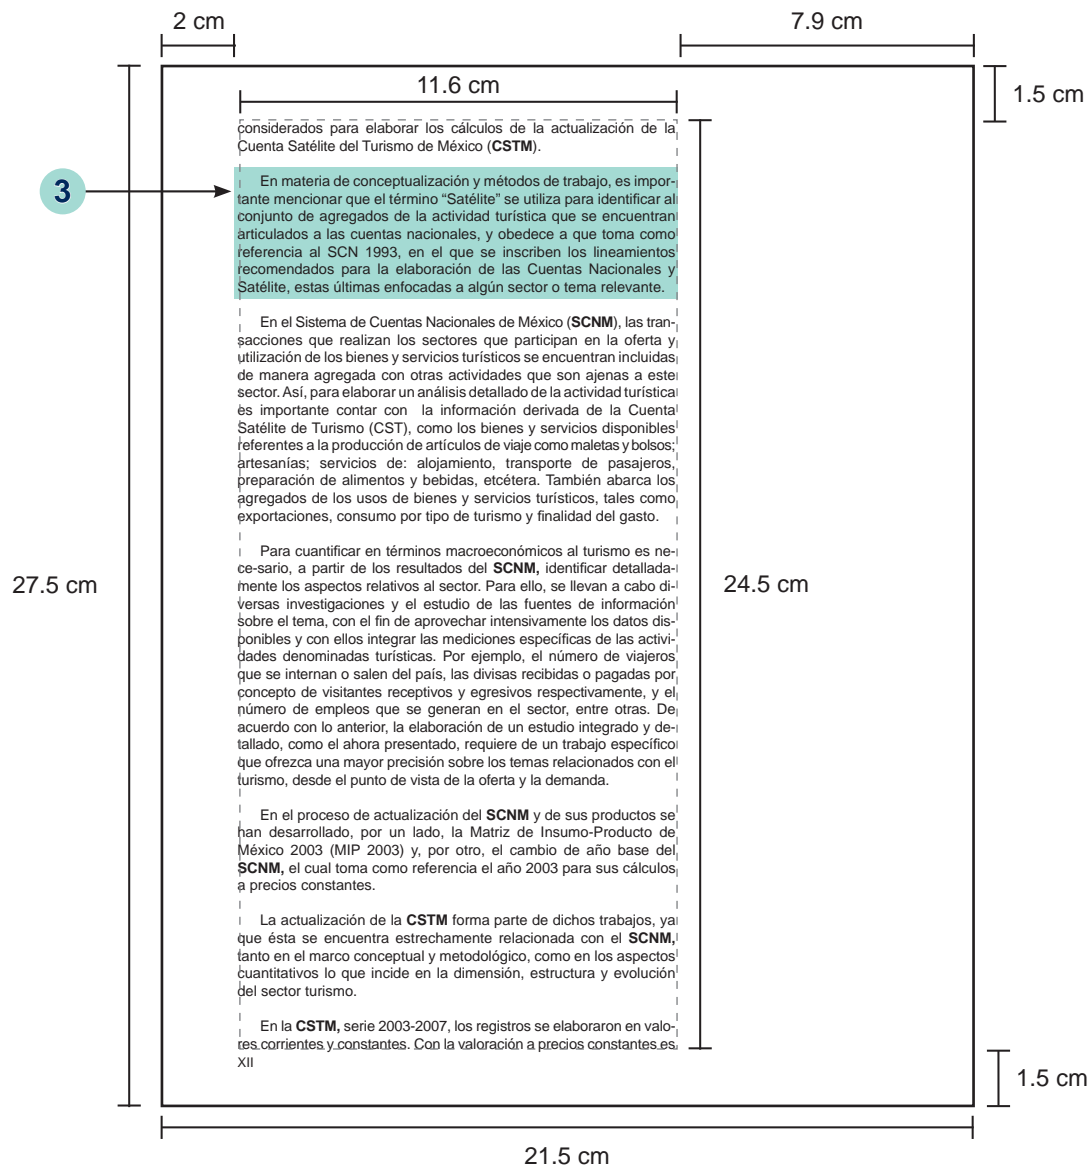 2 cm
7.9 cm
11.6 cm
1.5 cm
considerados para elaborar los cálculos de la actualización de la
Cuenta Satélite del Turismo de México (CSTM).
3
En materia de conceptualización y métodos de trabajo, es impor-
tante mencionar que el término “Satélite” se utiliza para identificar al
conjunto de agregados de la actividad turística que se encuentran
articulados a las cuentas nacionales, y obedece a que toma como
referencia al SCN 1993, en el que se inscriben los lineamientos
recomendados para la elaboración de las Cuentas Nacionales y
Satélite, estas últimas enfocadas a algún sector o tema relevante.
En el Sistema de Cuentas Nacionales de México (SCNM), las tran-
sacciones que realizan los sectores que participan en la oferta y
utilización de los bienes y servicios turísticos se encuentran incluidas
de manera agregada con otras actividades que son ajenas a este
sector. Así, para elaborar un análisis detallado de la actividad turística
es importante contar con la información derivada de la Cuenta
Satélite de Turismo (CST), como los bienes y servicios disponibles
referentes a la producción de artículos de viaje como maletas y bolsos;
artesanías; servicios de: alojamiento, transporte de pasajeros,
preparación de alimentos y bebidas, etcétera. También abarca los
agregados de los usos de bienes y servicios turísticos, tales como
exportaciones, consumo por tipo de turismo y finalidad del gasto.
Para cuantificar en términos macroeconómicos al turismo es ne-
ce-sario, a partir de los resultados del SCNM, identificar detallada-
mente los aspectos relativos al sector. Para ello, se llevan a cabo di-
versas investigaciones y el estudio de las fuentes de información
sobre el tema, con el fin de aprovechar intensivamente los datos dis-
ponibles y con ellos integrar las mediciones específicas de las activi-
dades denominadas turísticas. Por ejemplo, el número de viajeros
que se internan o salen del país, las divisas recibidas o pagadas por
concepto de visitantes receptivos y egresivos respectivamente, y el
número de empleos que se generan en el sector, entre otras. De
acuerdo con lo anterior, la elaboración de un estudio integrado y de-
tallado, como el ahora presentado, requiere de un trabajo específico
que ofrezca una mayor precisión sobre los temas relacionados con el
turismo, desde el punto de vista de la oferta y la demanda.
27.5 cm
24.5 cm
En el proceso de actualización del SCNM y de sus productos se
han desarrollado, por un lado, la Matriz de Insumo-Producto de
México 2003 (MIP 2003) y, por otro, el cambio de año base del
SCNM, el cual toma como referencia el año 2003 para sus cálculos
a precios constantes.
La actualización de la CSTM forma parte de dichos trabajos, ya
que ésta se encuentra estrechamente relacionada con el SCNM,
tanto en el marco conceptual y metodológico, como en los aspectos
cuantitativos lo que incide en la dimensión, estructura y evolución
del sector turismo.
En la CSTM, serie 2003-2007, los registros se elaboraron en valo-
res corrientes y constantes. Con la valoración a precios constantes es
XII
1.5 cm
21.5 cm